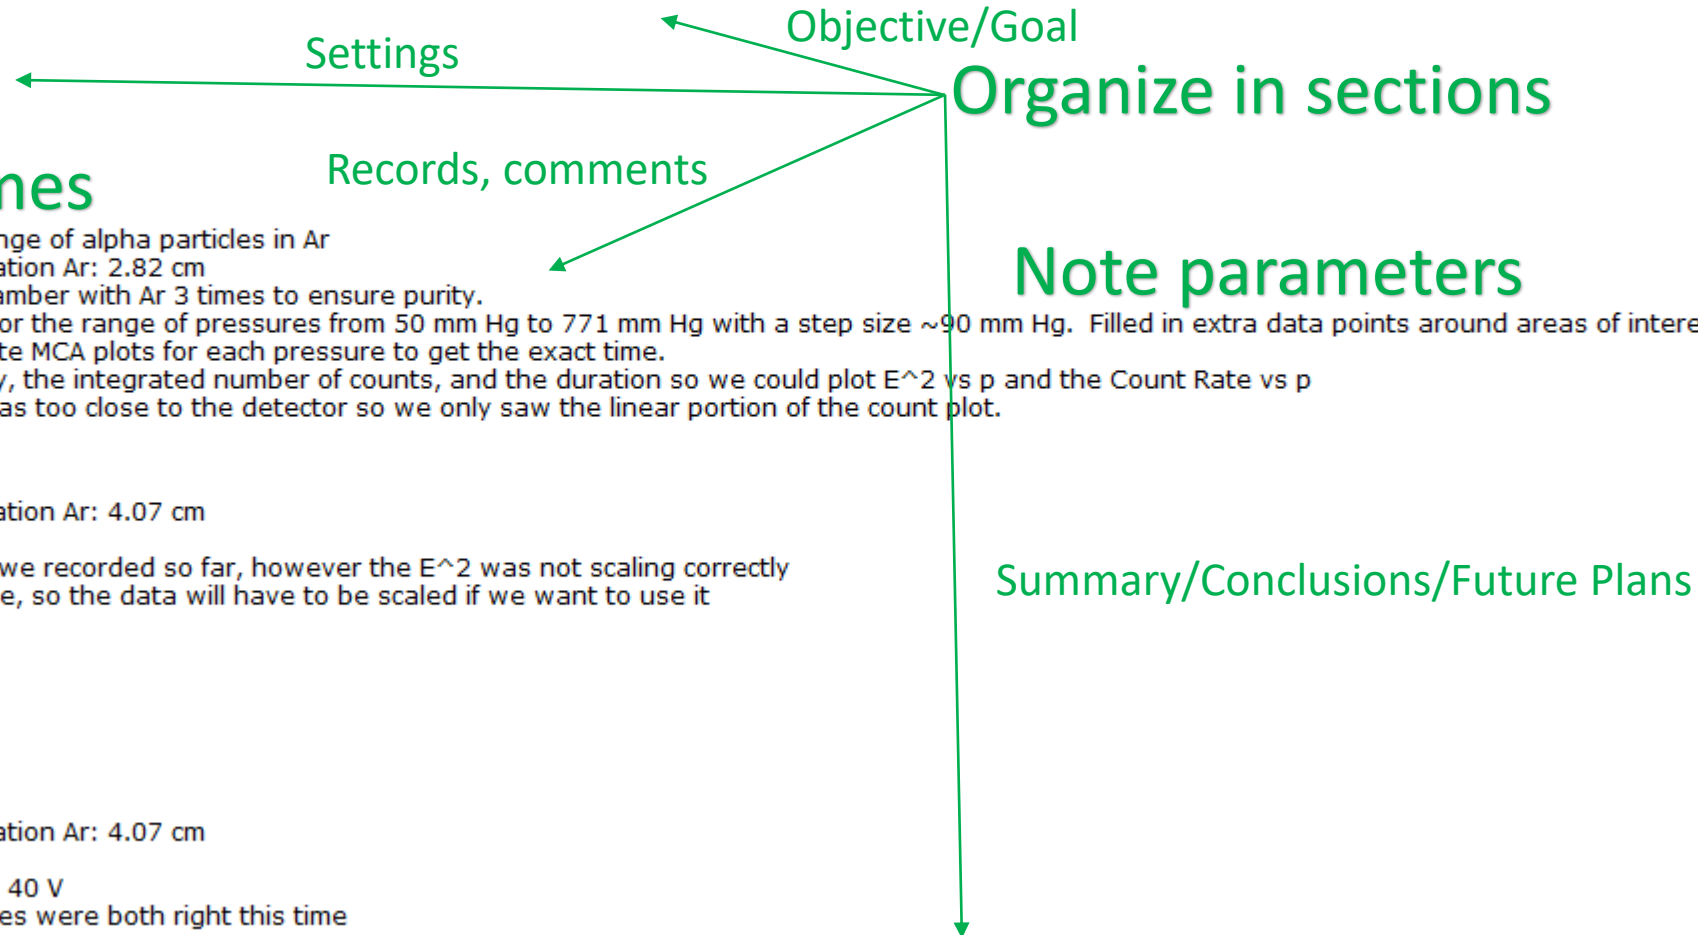 Objective/Goal
Settings
Organize in sections
Records, comments
mes
nge of alpha particles in Ar
ation Ar: 2.82 cm
Note parameters
amber with Ar 3 times to ensure purity.
or the range of pressures from 50 mm Hg to 771 mm Hg with a step size ~90 mm Hg.  Filled in extra data points around areas of intere
te MCA plots for each pressure to get the exact time.
y, the integrated number of counts, and the duration so we could plot E^2 vs p and the Count Rate vs p
as too close to the detector so we only saw the linear portion of the count plot.
ation Ar: 4.07 cm
we recorded so far, however the E^2 was not scaling correctly
e, so the data will have to be scaled if we want to use it
Summary/Conclusions/Future Plans
ation Ar: 4.07 cm
40 V
es were both right this time